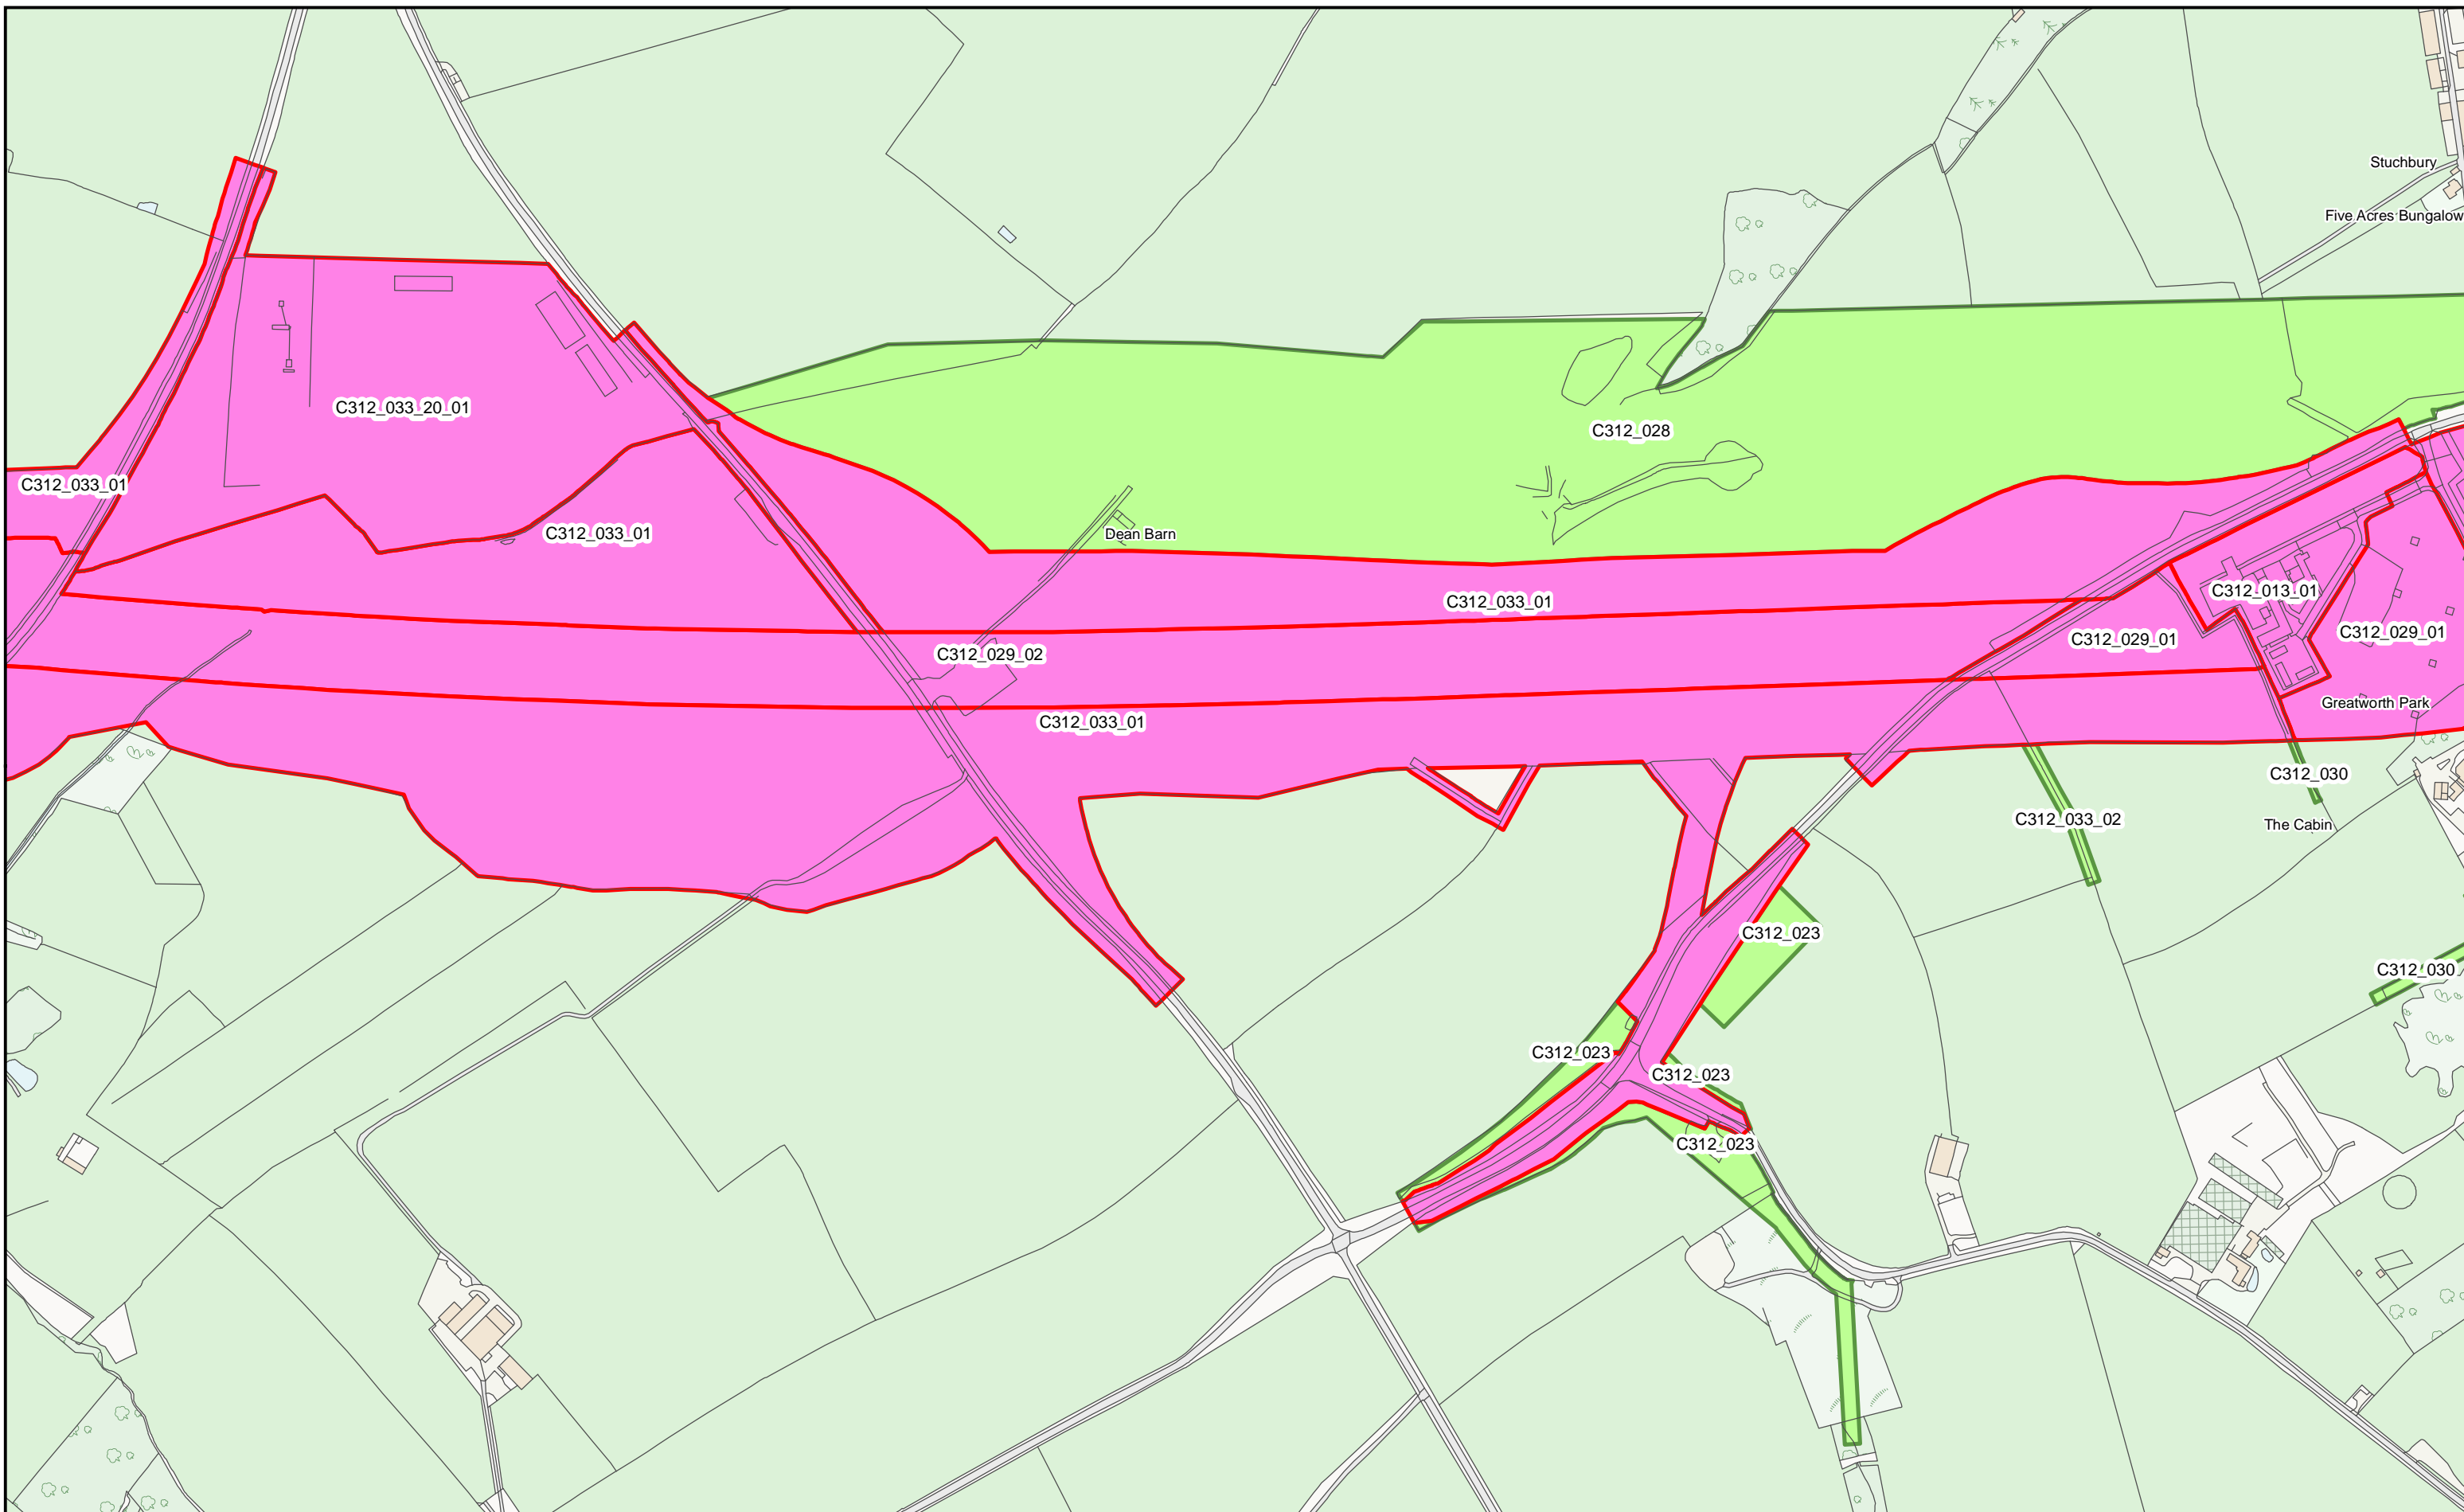 Stuchbury
Five Acres Bungalow
C312_033_20_01
C312_028
C312_033_01
C312_033_01
Dean Barn
C312_013_01
C312_033_01
C312_029_01
C312_029_01
C312_029_02
Greatworth Park
C312_033_01
C312_030
C312_033_02
The Cabin
C312_023
C312_030
C312_023
C312_023
C312_023